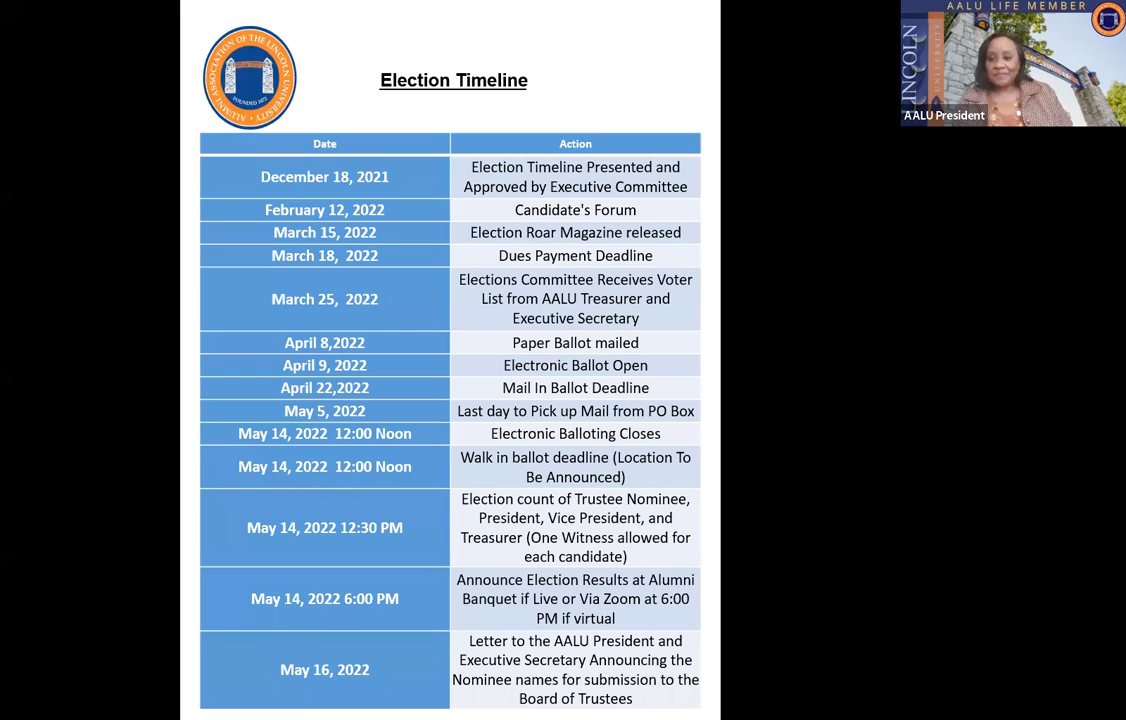 AALU LIFE MEMBER
LINCOLN
UNIVERSITY
AALU President
ALUMNI ASSOCIATION OF THE LINCOLN UNIVERSITY
FOUNDED 1872
Election Timeline
Date Action
December 18, 2021 Election Timeline Presented and
Approved by Executive Committee
February 12, 2022 Candidate's Forum
March 15, 2022 Election Roar Magazine released
March 18,  2022 Dues Payment Deadline
March 25,  2022 Elections Committee Receives Voter
List from AALU Treasurer and
Executive Secretary
April 8,2022 Paper Ballot mailed
April 9, 2022 Electronic Ballot Open
April 22,2022 Mail In Ballot Deadline
May 5, 2022 Last day to Pick up Mail from PO Box
May 14, 2022  12:00 Noon Electronic Balloting Closes
May 14, 2022  12:00 Noon Walk in ballot deadline (Location To
Be Announced)
May 14, 2022 12:30 PM Election count of Trustee Nominee,
President, Vice President, and
Treasurer (One Witness allowed for
each candidate)
May 14, 2022 6:00 PM Announce Election Results at Alumni
Banquet if Live or Via Zoom at 6:00
PM if virtual
May 16, 2022 Letter to the AALU President and
Executive Secretary Announcing the
Nominee names for submission to the
Board of Trustees